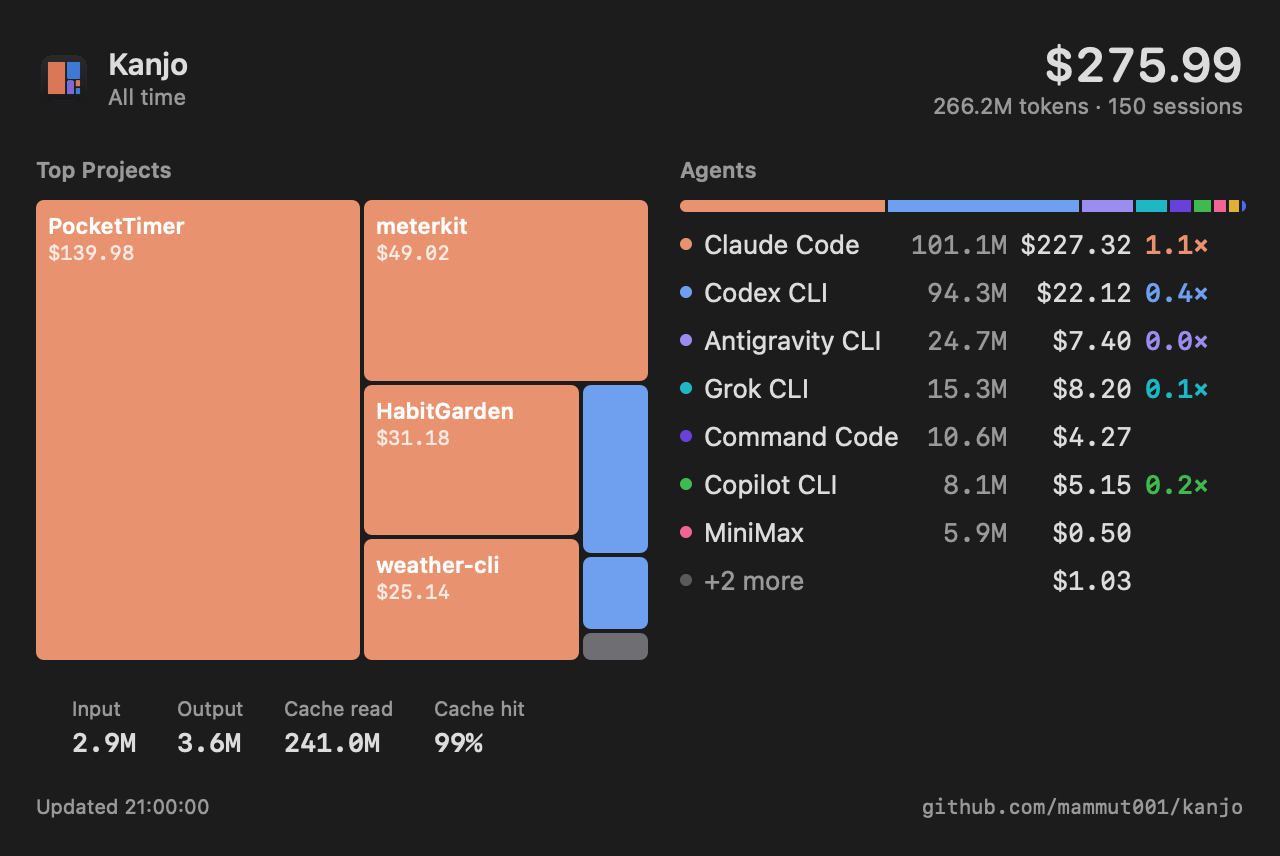 Kanjo
All time
$275.99
266.2M tokens · 150 sessions
Top Projects
PocketTimer
$139.98
meterkit
$49.02
HabitGarden
$31.18
weather-cli
$25.14
Agents
Claude Code 101.1M $227.32 1.1×
Codex CLI 94.3M $22.12 0.4×
Antigravity CLI 24.7M $7.40 0.0×
Grok CLI 15.3M $8.20 0.1×
Command Code 10.6M $4.27
Copilot CLI 8.1M $5.15 0.2×
MiniMax 5.9M $0.50
+2 more $1.03
Input Output Cache read Cache hit
2.9M 3.6M 241.0M 99%
Updated 21:00:00
github.com/mammut001/kanjo